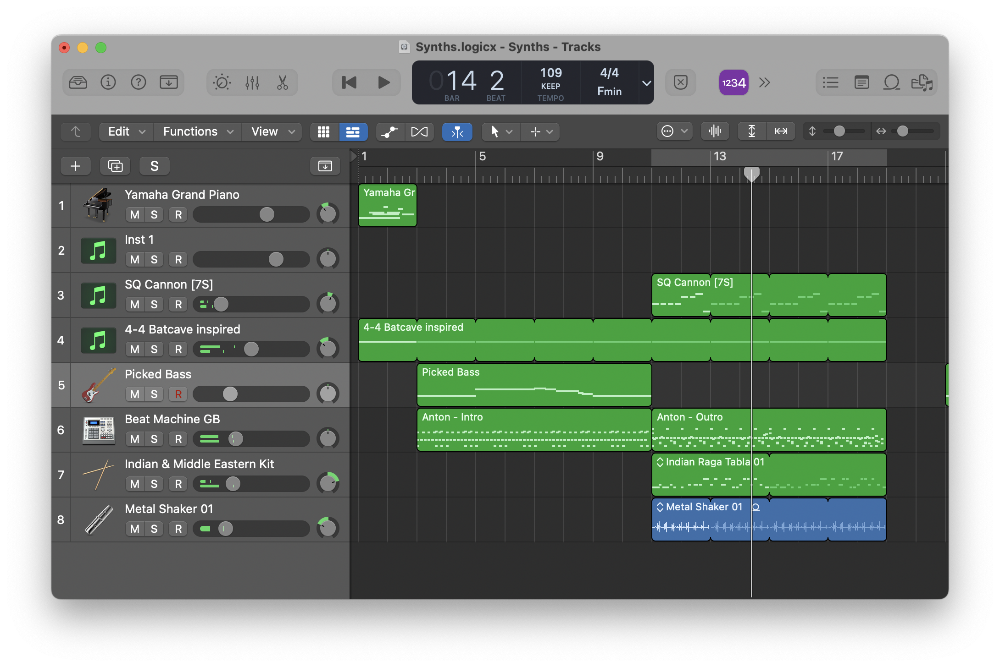 Synths.logicx - Synths - Tracks
014 2
BAR BEAT
109
KEEP
TEMPO
4/4
Fmin
1234
Edit Functions View
S
1 5 9 13 17
1 Yamaha Grand Piano
M S R
Yamaha Gr
2 Inst 1
M S R
3 SQ Cannon [7S]
M S R
SQ Cannon [7S]
4 4-4 Batcave inspired
M S R
4-4 Batcave inspired
5 Picked Bass
M S R
Picked Bass
6 Beat Machine GB
M S R
Anton - Intro
Anton - Outro
7 Indian & Middle Eastern Kit
M S R
Indian Raga Tabla 01
8 Metal Shaker 01
M S R
Metal Shaker 01